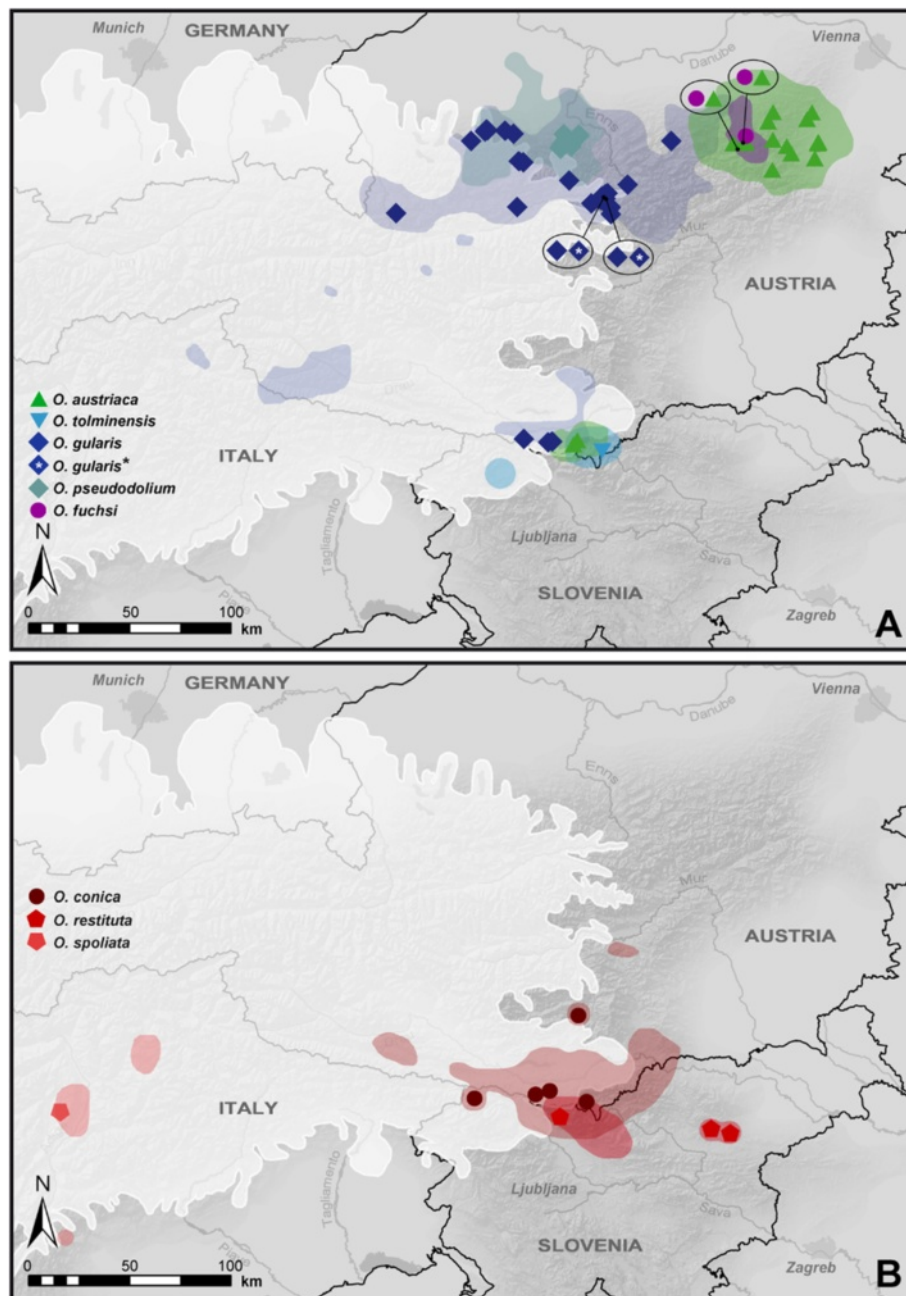 Munich
GERMANY
Vienna
Danube
Enns
Mur
AUSTRIA
O. austriaca
O. tolminensis
O. gularis
O. gularis*
O. pseudodolium
O. fuchsi
ITALY
Ljubljana
Tagliamento
Sava
SLOVENIA
Piave
Zagreb
N
0 50 100
km
A
Munich
GERMANY
Vienna
Danube
Enns
Mur
O. conica
O. restituta
O. spoliata
AUSTRIA
ITALY
Ljubljana
Tagliamento
Sava
SLOVENIA
Zagreb
N
0 50 100
km
B